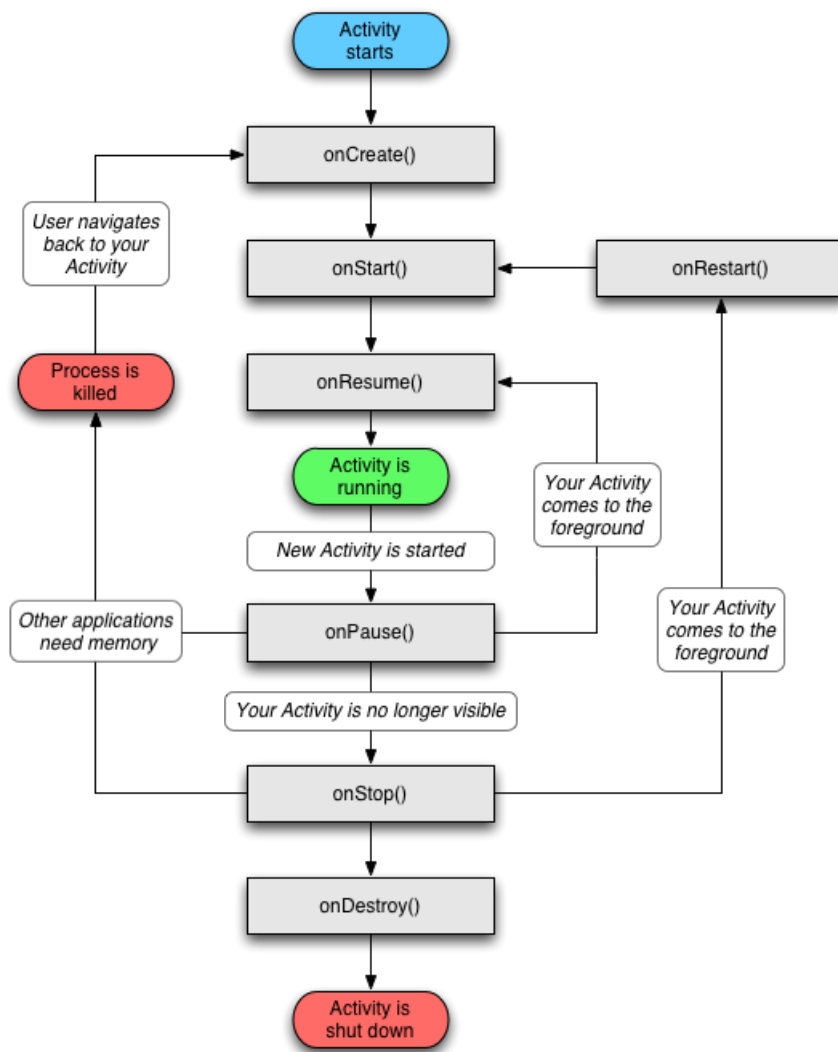 Activity
starts
onCreate()
User navigates
back to your
Activity
onStart()
onRestart()
Process is
killed
onResume()
Activity is
running
Your Activity
comes to the
foreground
New Activity is started
Other applications
need memory
onPause()
Your Activity
comes to the
foreground
Your Activity is no longer visible
onStop()
onDestroy()
Activity is
shut down